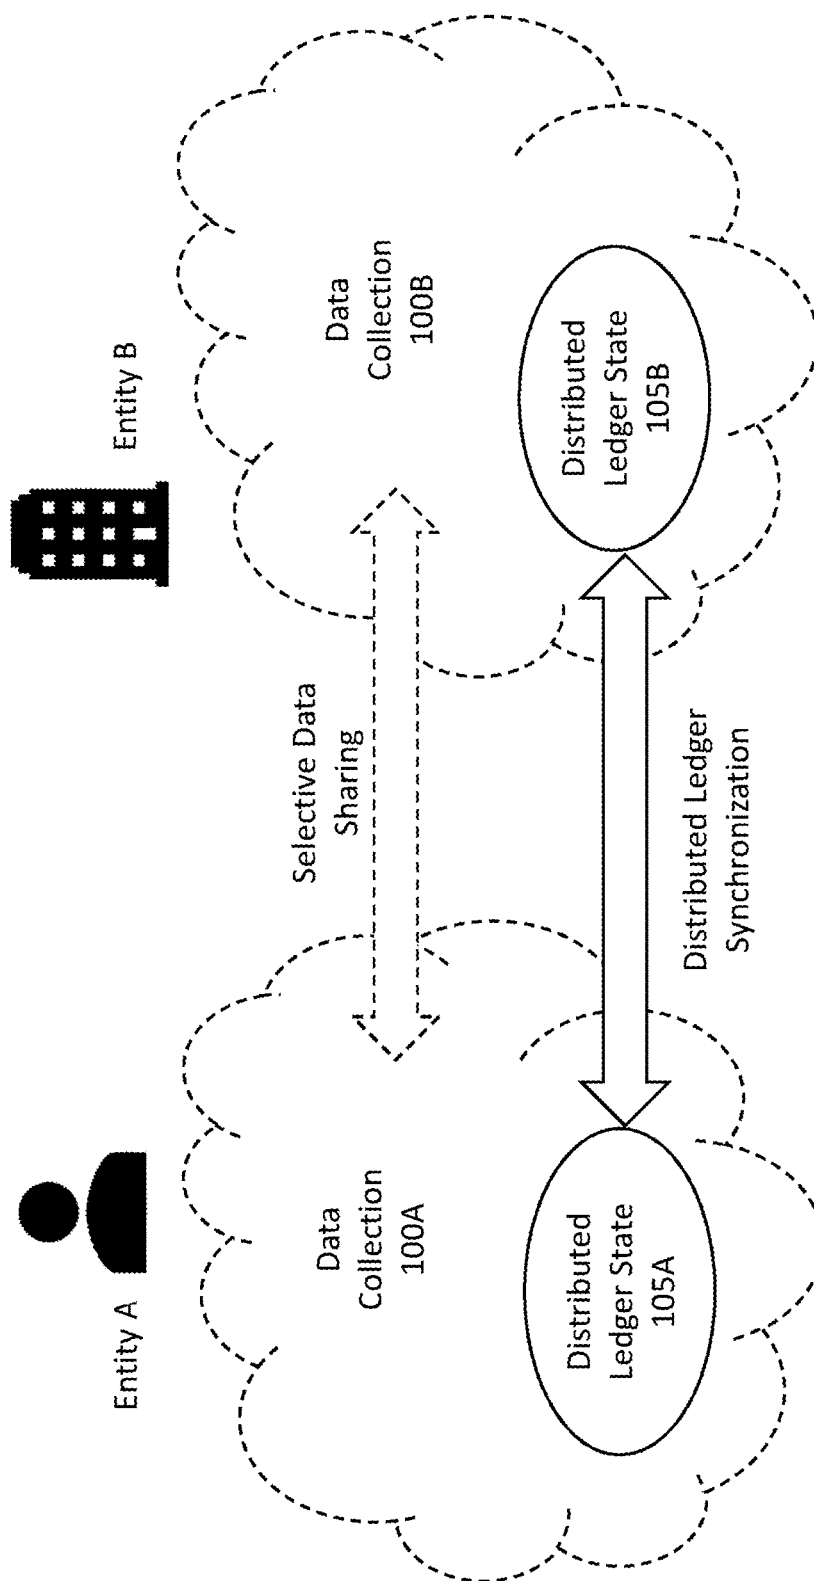 Entity A
Entity B
Data
Collection
100A
Selective Data
Sharing
Data
Collection
100B
Distributed
Ledger State
105A
Distributed
Ledger State
105B
Distributed Ledger
Synchronization